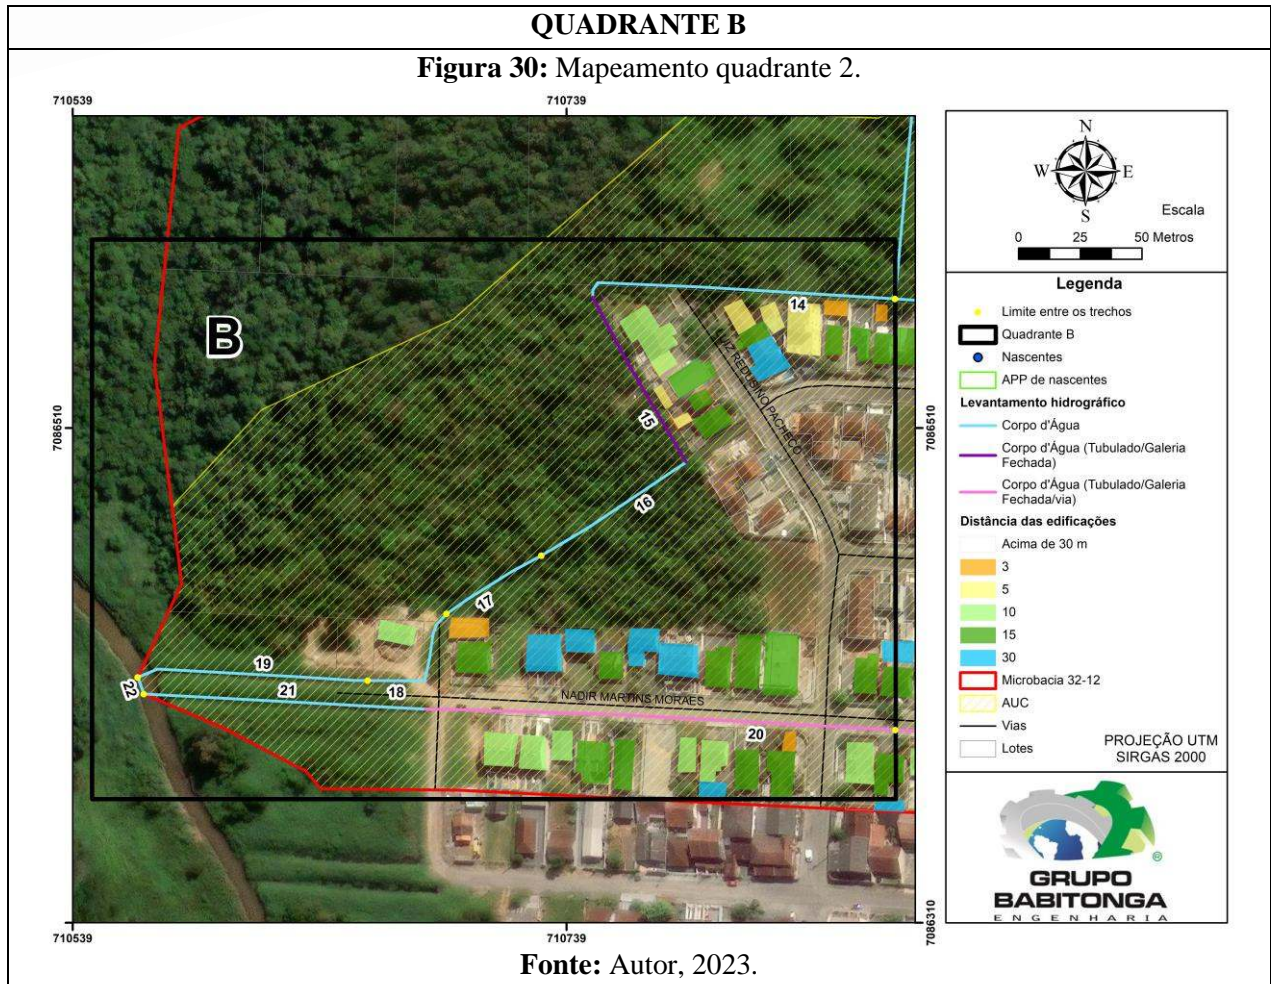 QUADRANTE B
Figura 30: Mapeamento quadrante 2.
710539
710739
7086510
7086510
7086310
710539
710739
B
14
15
16
17
18
19
20
21
22
LUIZ REDUSINO PACHECO
NADIR MARTINS MORAES
N
W
E
S
Escala
0 25 50 Metros
Legenda
Limite entre os trechos
Quadrante B
Nascentes
APP de nascentes
Levantamento hidrográfico
Corpo d'Água
Corpo d'Água (Tubulado/Galeria
Fechada)
Corpo d'Água (Tubulado/Galeria
Fechada/via)
Distância das edificações
Acima de 30 m
3
5
10
15
30
Microbacia 32-12
AUC
Vias
Lotes
PROJEÇÃO UTM
SIRGAS 2000
®
GRUPO
BABITONGA
ENGENHARIA
Fonte: Autor, 2023.